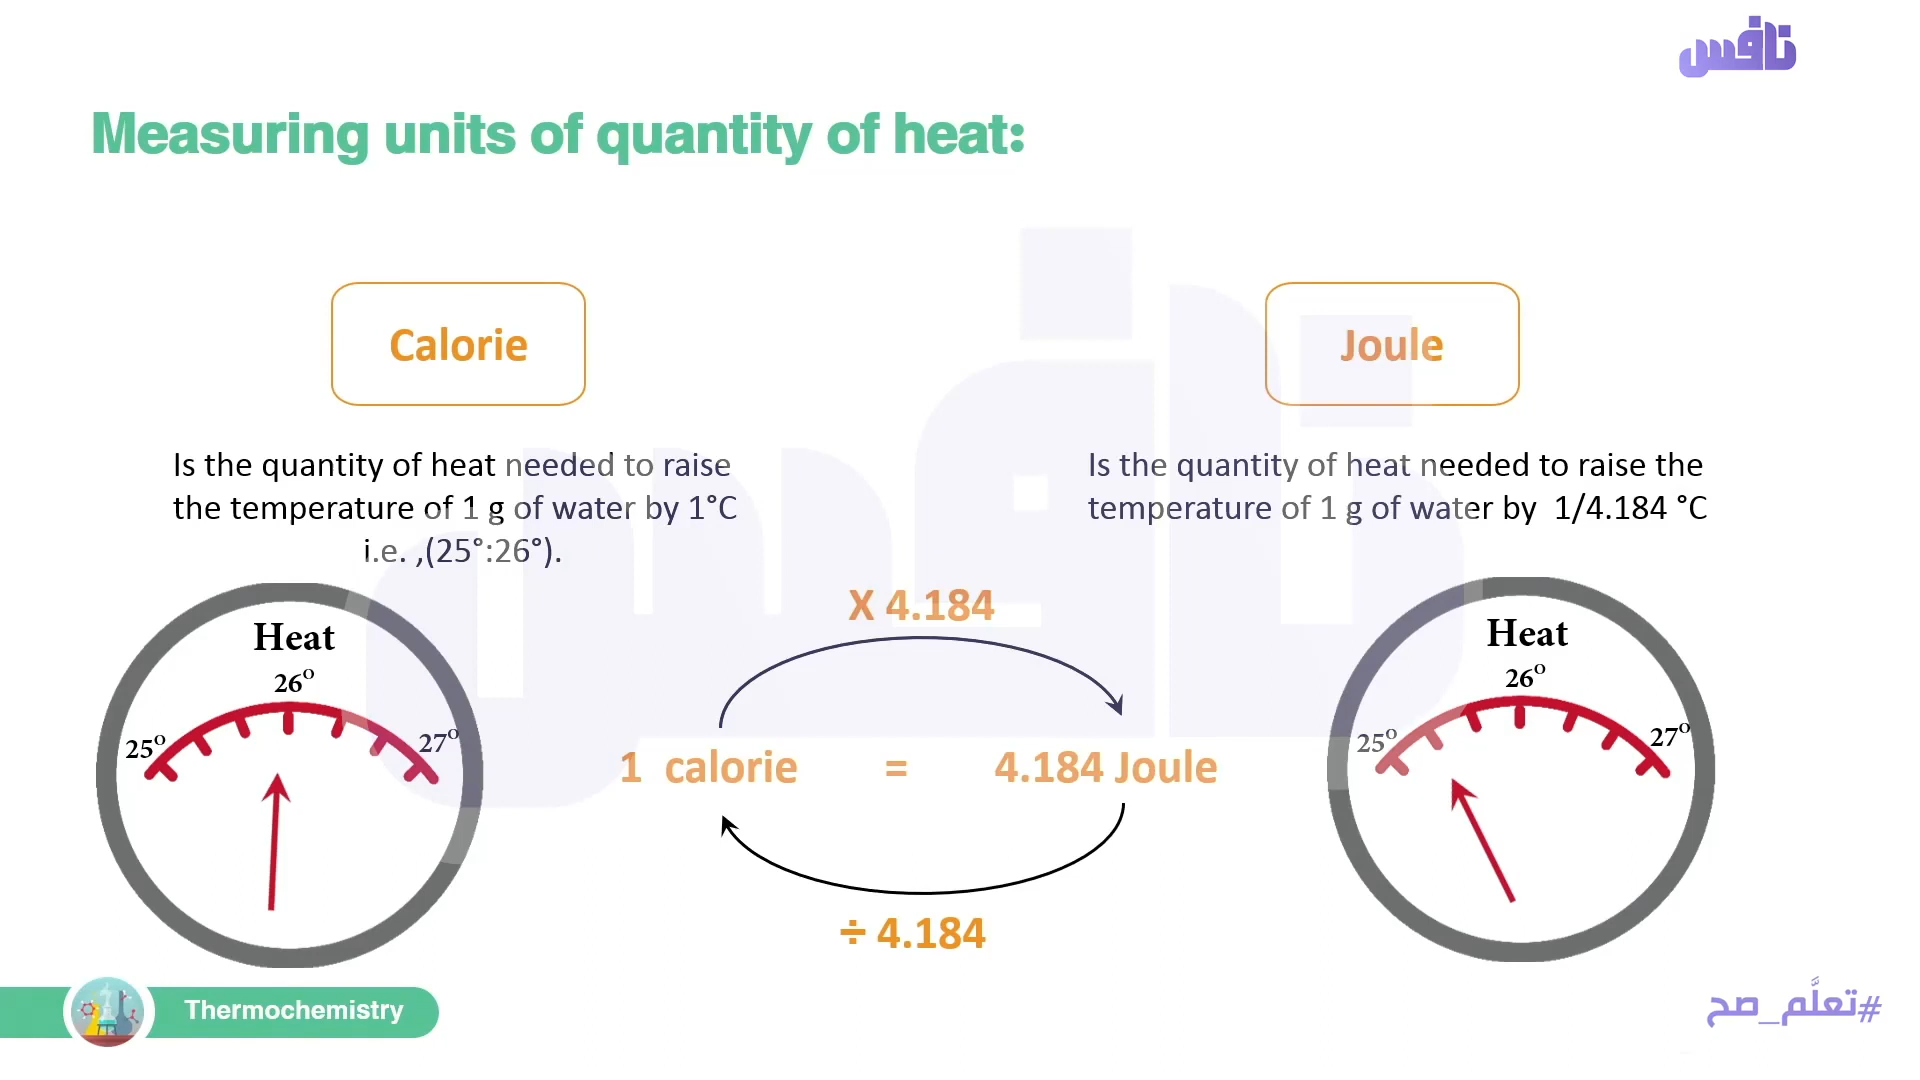 نافس
Measuring units of quantity of heat:
Calorie
Is the quantity of heat needed to raise
the temperature of 1 g of water by 1°C
i.e. ,(25°:26°).
Joule
Is the quantity of heat needed to raise the
temperature of 1 g of water by 1/4.184 °C
Heat
26°
25°
27°
X 4.184
1 calorie = 4.184 Joule
÷ 4.184
Heat
26°
25°
27°
Thermochemistry
#تعلَّم_صح